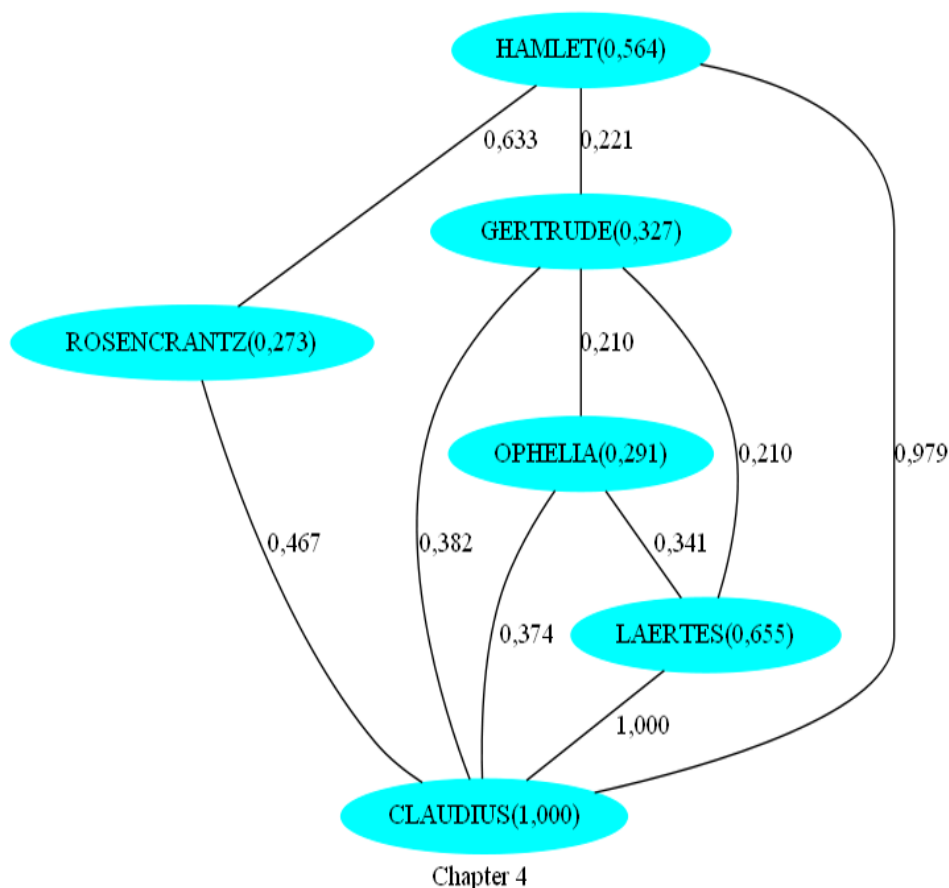 HAMLET(0,564)
0,633
0,221
GERTRUDE(0,327)
ROSENCRANTZ(0,273)
0,210
OPHELIA(0,291)
0,210
0,979
0,467
0,382
0,341
0,374
LAERTES(0,655)
1,000
CLAUDIUS(1,000)
Chapter 4